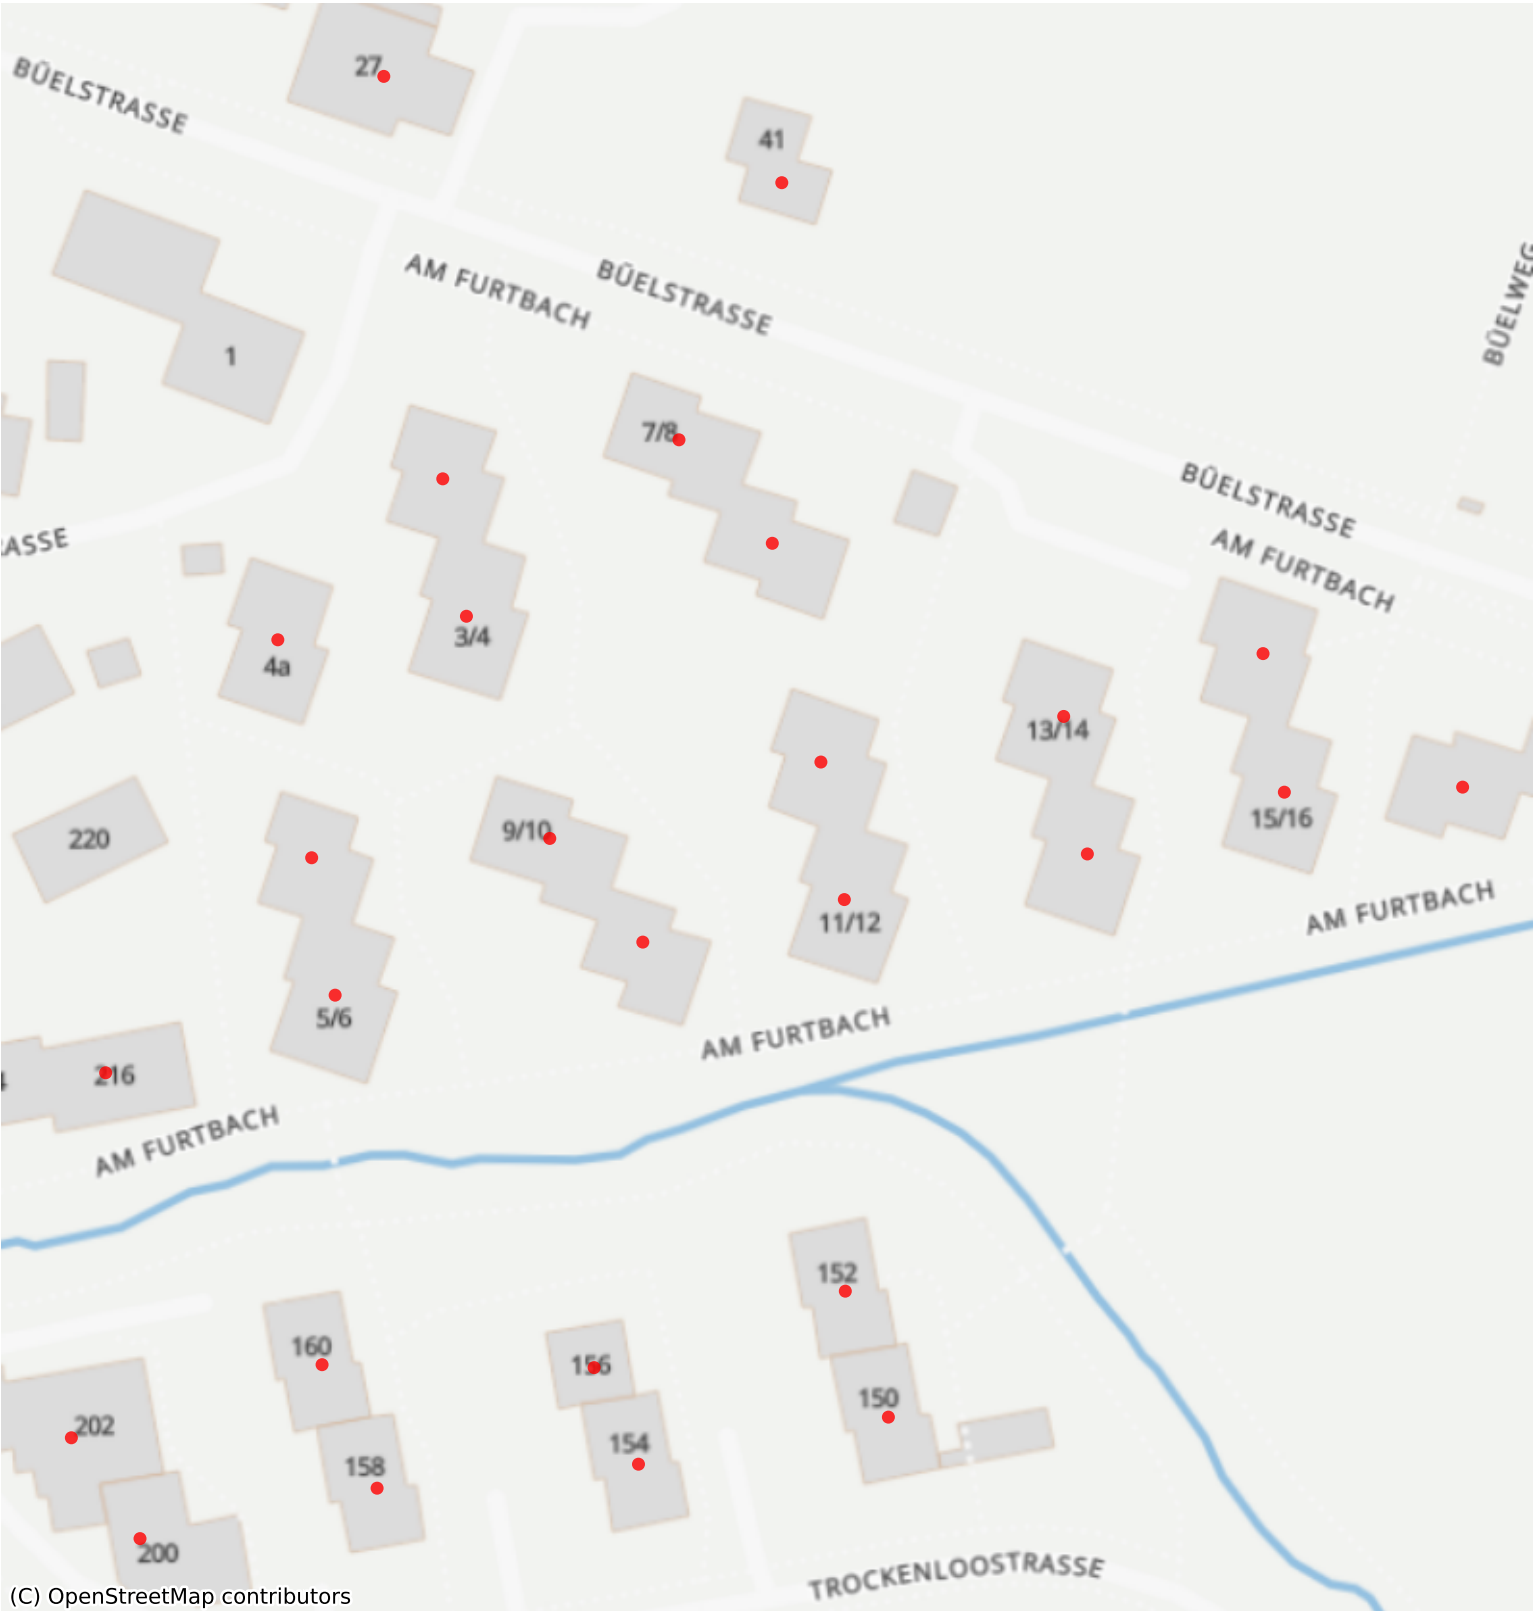 27
BÜELSTRASSE
41
BÜELWEG
AM FURTBACH
BÜELSTRASSE
1
7/8
BÜELSTRASSE
AM FURTBACH
3/4
4a
13/14
15/16
220
9/10
11/12
AM FURTBACH
5/6
AM FURTBACH
216
AM FURTBACH
152
160
156
150
202
154
158
200
TROCKENLOOSTRASSE
(C) OpenStreetMap contributors